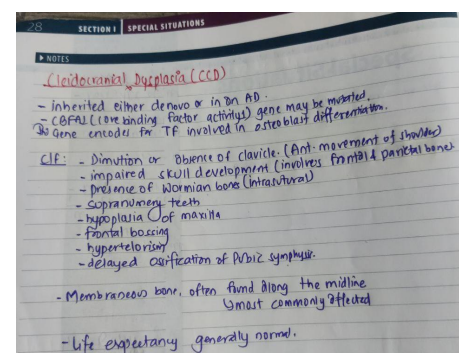 28 SECTION I SPECIAL SITUATIONS
NOTES
Cleidocranial Dysplasia (CCD)
- inherited either denovo or in an AD.
- CBFA1 (core binding factor activity) gene may be mutated.
gene encodes for TF involved in osteoblast differentiation.
C/F: - Dimution or absence of clavicle. (Ant. movement of shoulder)
- impaired skull development (involves frontal & parietal bones)
- presence of Wormian bones (intrasutural)
- supranumery teeth
- hypoplasia of maxilla
- frontal bossing
- hypertelorism
- delayed ossification of Pubic symphysis.
- Membraneous bone, often found along the midline
most commonly affected
- Life expectancy generally normal.